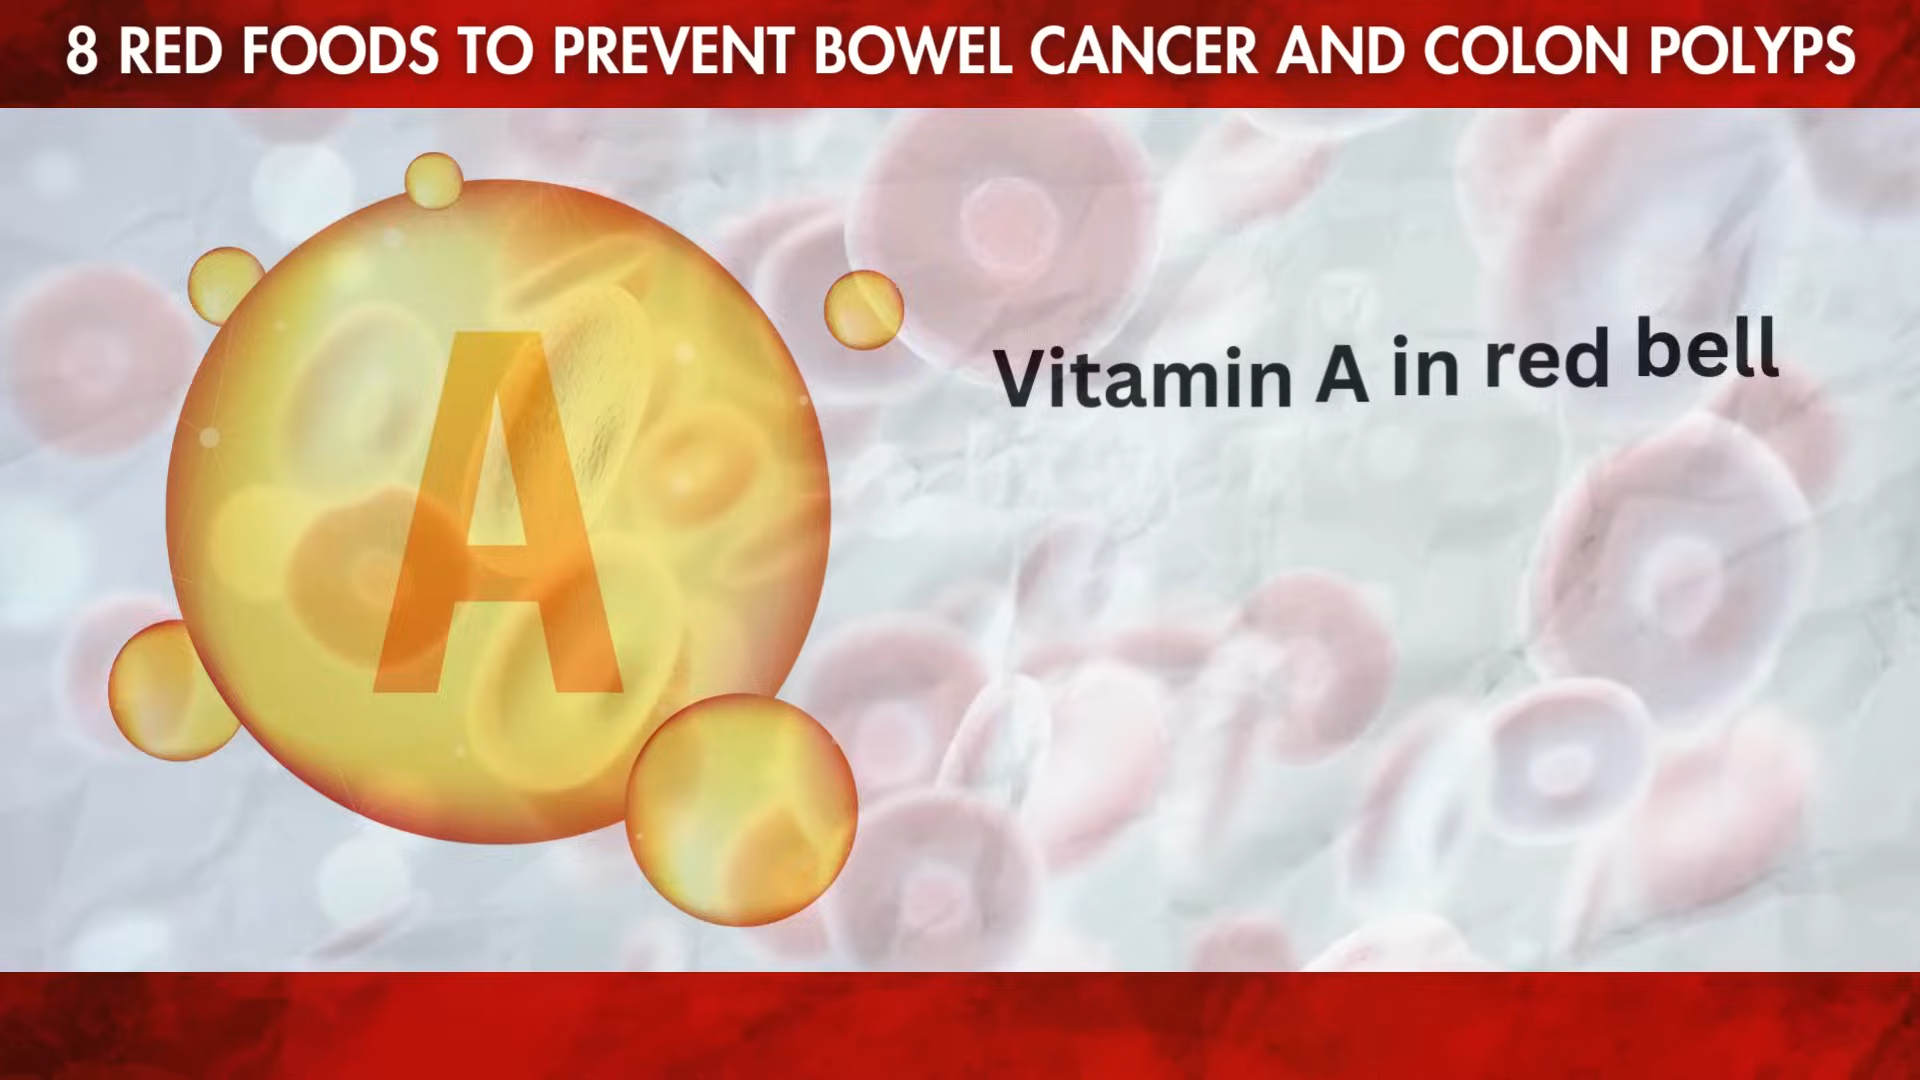 8 RED FOODS TO PREVENT BOWEL CANCER AND COLON POLYPS
A
Vitamin A in red bell